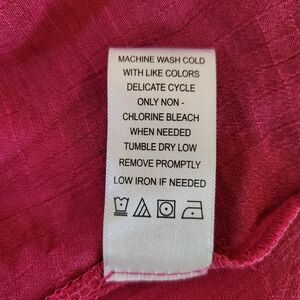 MACHINE WASH COLD
WITH LIKE COLORS
DELICATE CYCLE
ONLY NON -
CHLORINE BLEACH
WHEN NEEDED
TUMBLE DRY LOW
REMOVE PROMPTLY
LOW IRON IF NEEDED